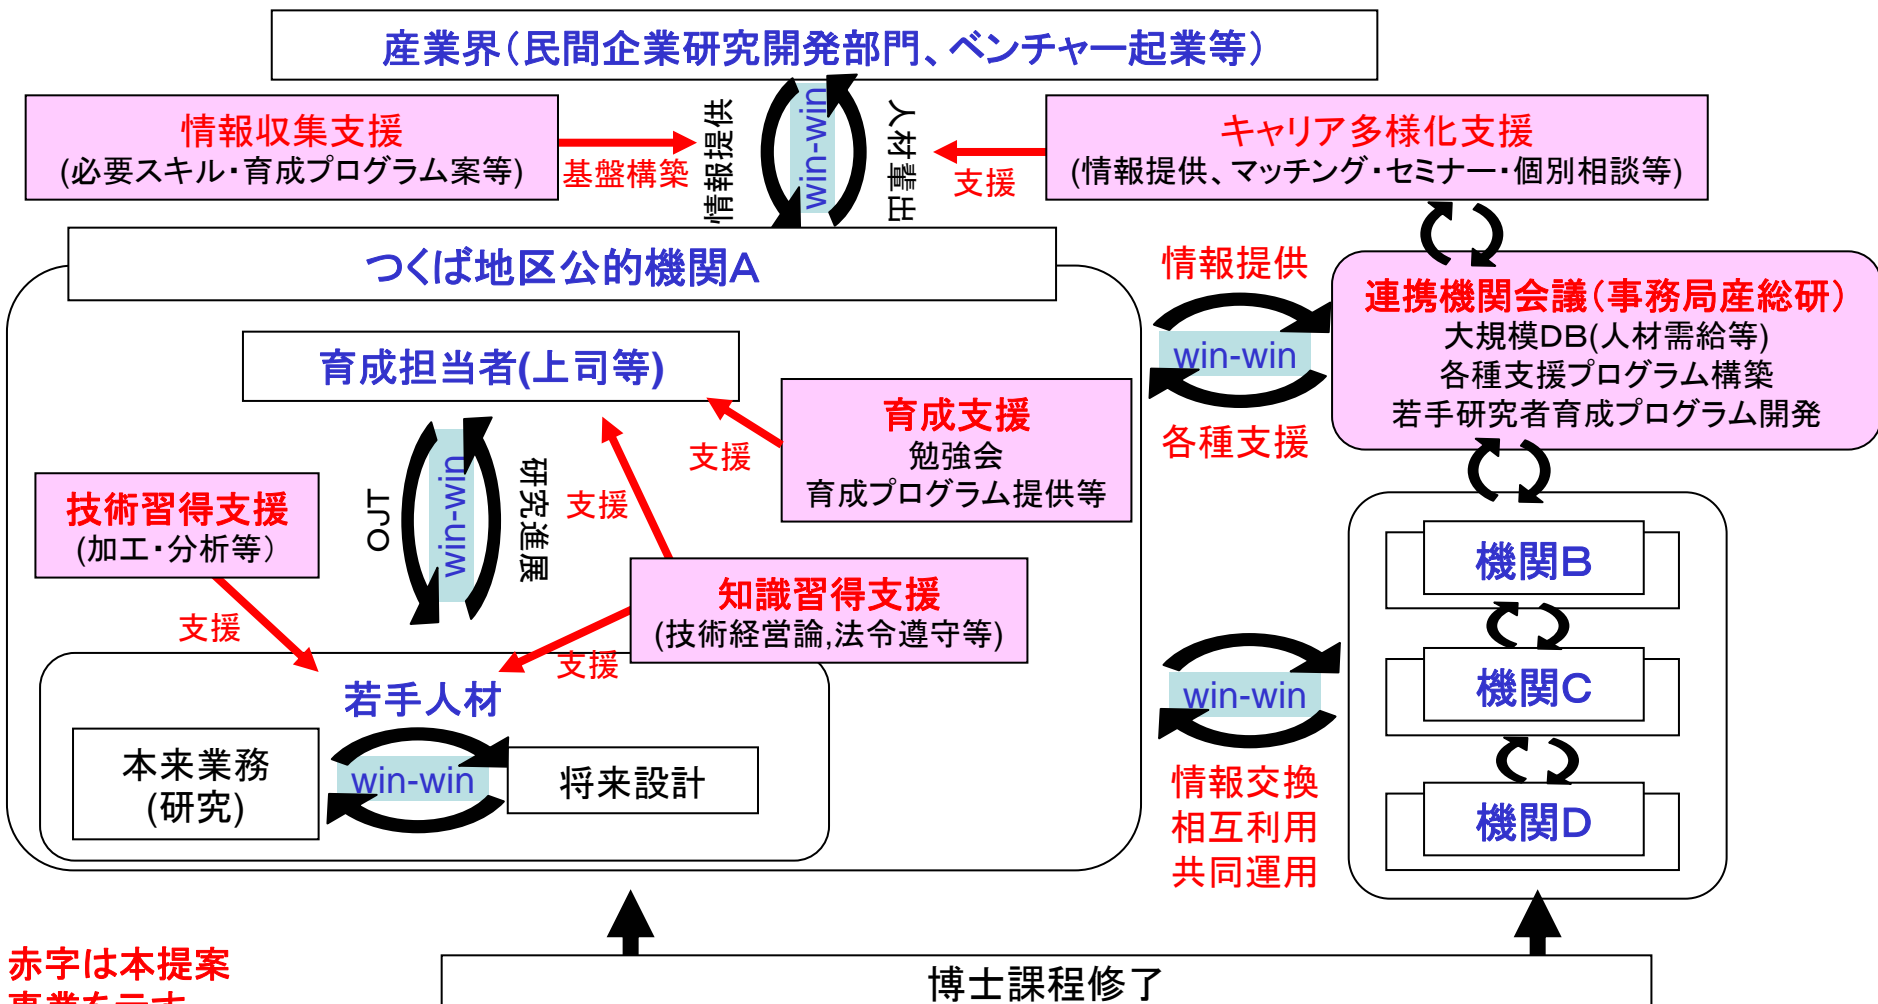 産業界（民間企業研究開発部門、ベンチャー起業等）
情報収集支援
(必要スキル・育成プログラム案等)
基盤構築
情報提供
win-win
人材輩出
支援
キャリア多様化支援
(情報提供、マッチング・セミナー・個別相談等)
つくば地区公的機関A
情報提供
win-win
各種支援
連携機関会議（事務局産総研）
大規模DB(人材需給等)
各種支援プログラム構築
若手研究者育成プログラム開発
育成担当者(上司等)
育成支援
勉強会
育成プログラム提供等
支援
OJT
win-win
研究進展
支援
技術習得支援
(加工・分析等）
支援
知識習得支援
(技術経営論,法令遵守等)
支援
若手人材
本来業務
(研究)
win-win
将来設計
win-win
情報交換
相互利用
共同運用
機関B
機関C
機関D
赤字は本提案
事業を示す
博士課程修了